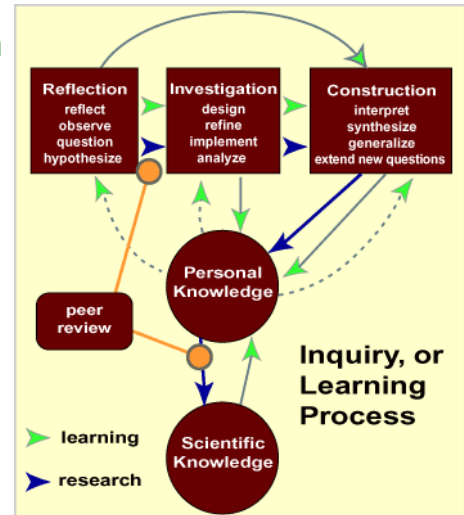 Reflection
reflect
observe
question
hypothesize
Investigation
design
refine
implement
analyze
Construction
interpret
synthesize
generalize
extend new questions
Personal
Knowledge
peer
review
Inquiry, or
Learning
Process
learning
research
Scientific
Knowledge